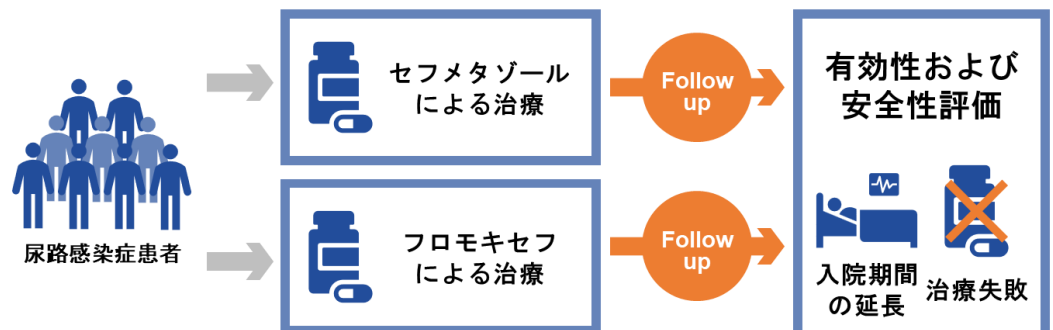 尿路感染症患者
セフメタゾール
による治療
Follow
up
フロモキセフ
による治療
Follow
up
有効性および
安全性評価
入院期間
の延長
治療失敗